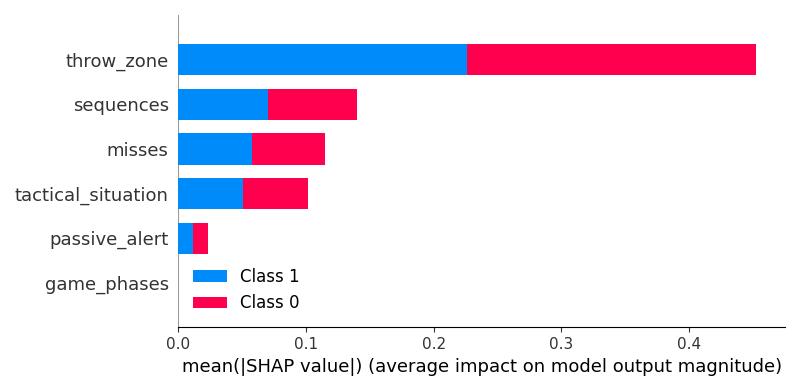 throw_zone
sequences
misses
tactical_situation
passive_alert
game_phases
Class 1
Class 0
0.0 0.1 0.2 0.3 0.4
mean(|SHAP value|) (average impact on model output magnitude)